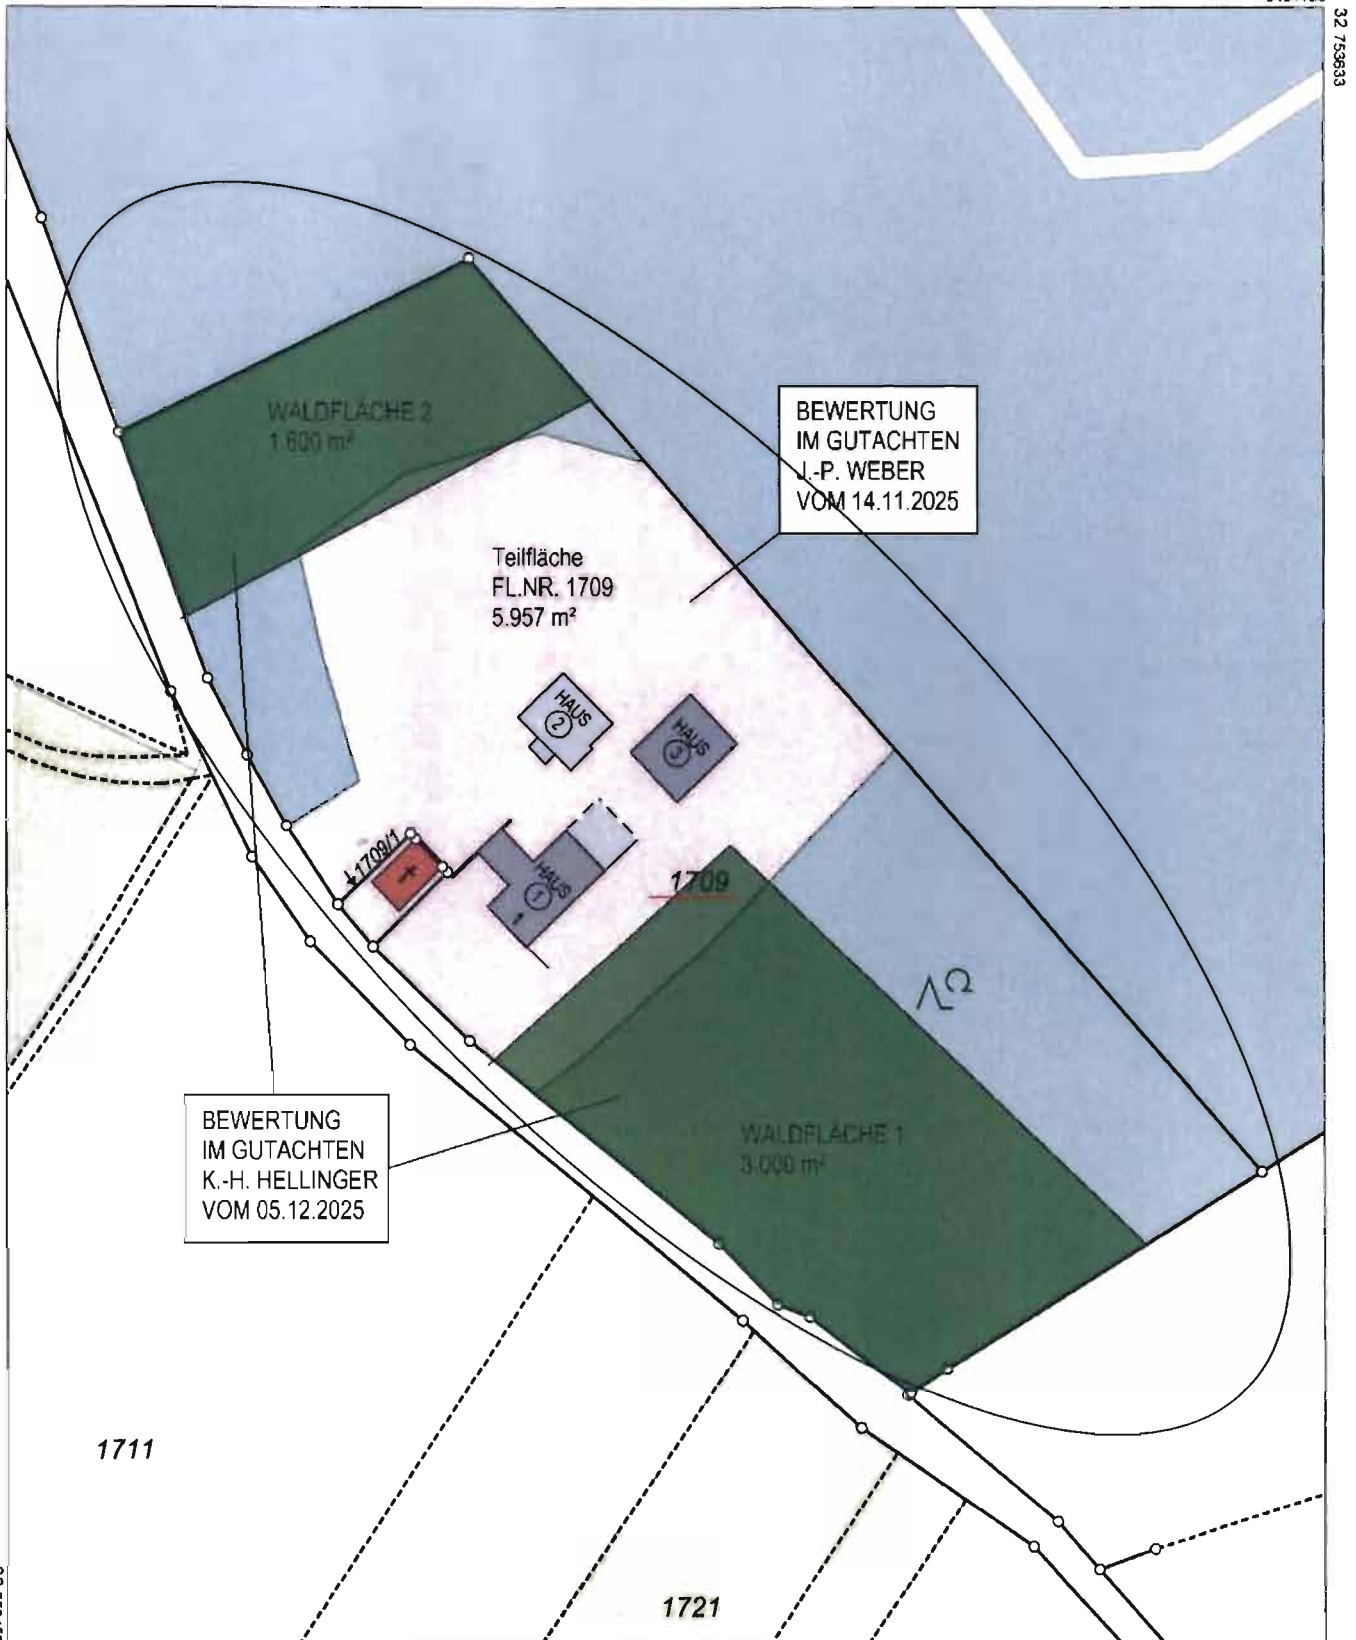 32 753633
WALDFLÄCHE 2
1.600 m²
BEWERTUNG
IM GUTACHTEN
J.-P. WEBER
VOM 14.11.2025
Teilfläche
FL.NR. 1709
5.957 m²
HAUS
2
HAUS
3
1709/1
HAUS
1
1
1709
BEWERTUNG
IM GUTACHTEN
K.-H. HELLINGER
VOM 05.12.2025
WALDFLÄCHE 1
3.000 m²
1711
1721